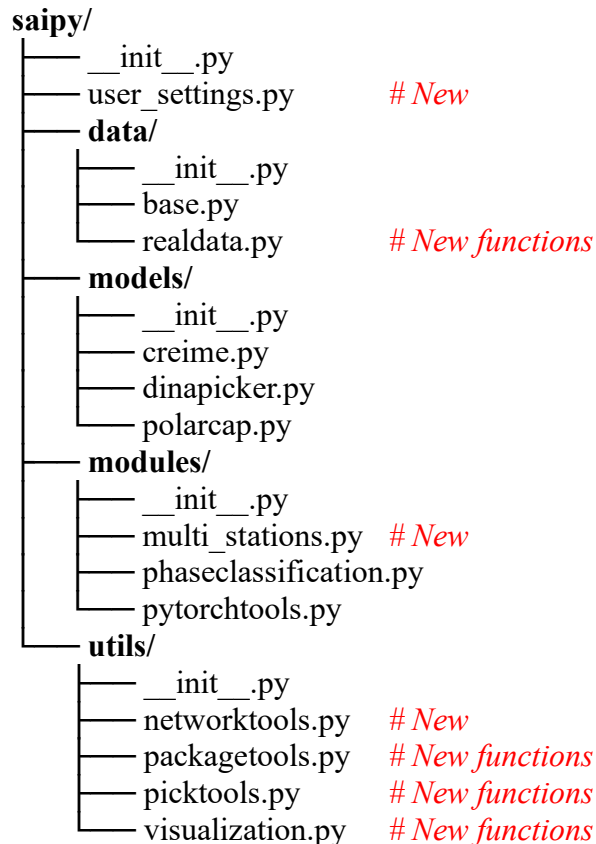 saipy/
__init__.py
user_settings.py # New
data/
__init__.py
base.py
realdata.py # New functions
models/
__init__.py
creime.py
dinapicker.py
polarcap.py
modules/
__init__.py
multi_stations.py # New
phaseclassification.py
pytorchtools.py
utils/
__init__.py
networktools.py # New
packagetools.py # New functions
picktools.py # New functions
visualization.py # New functions